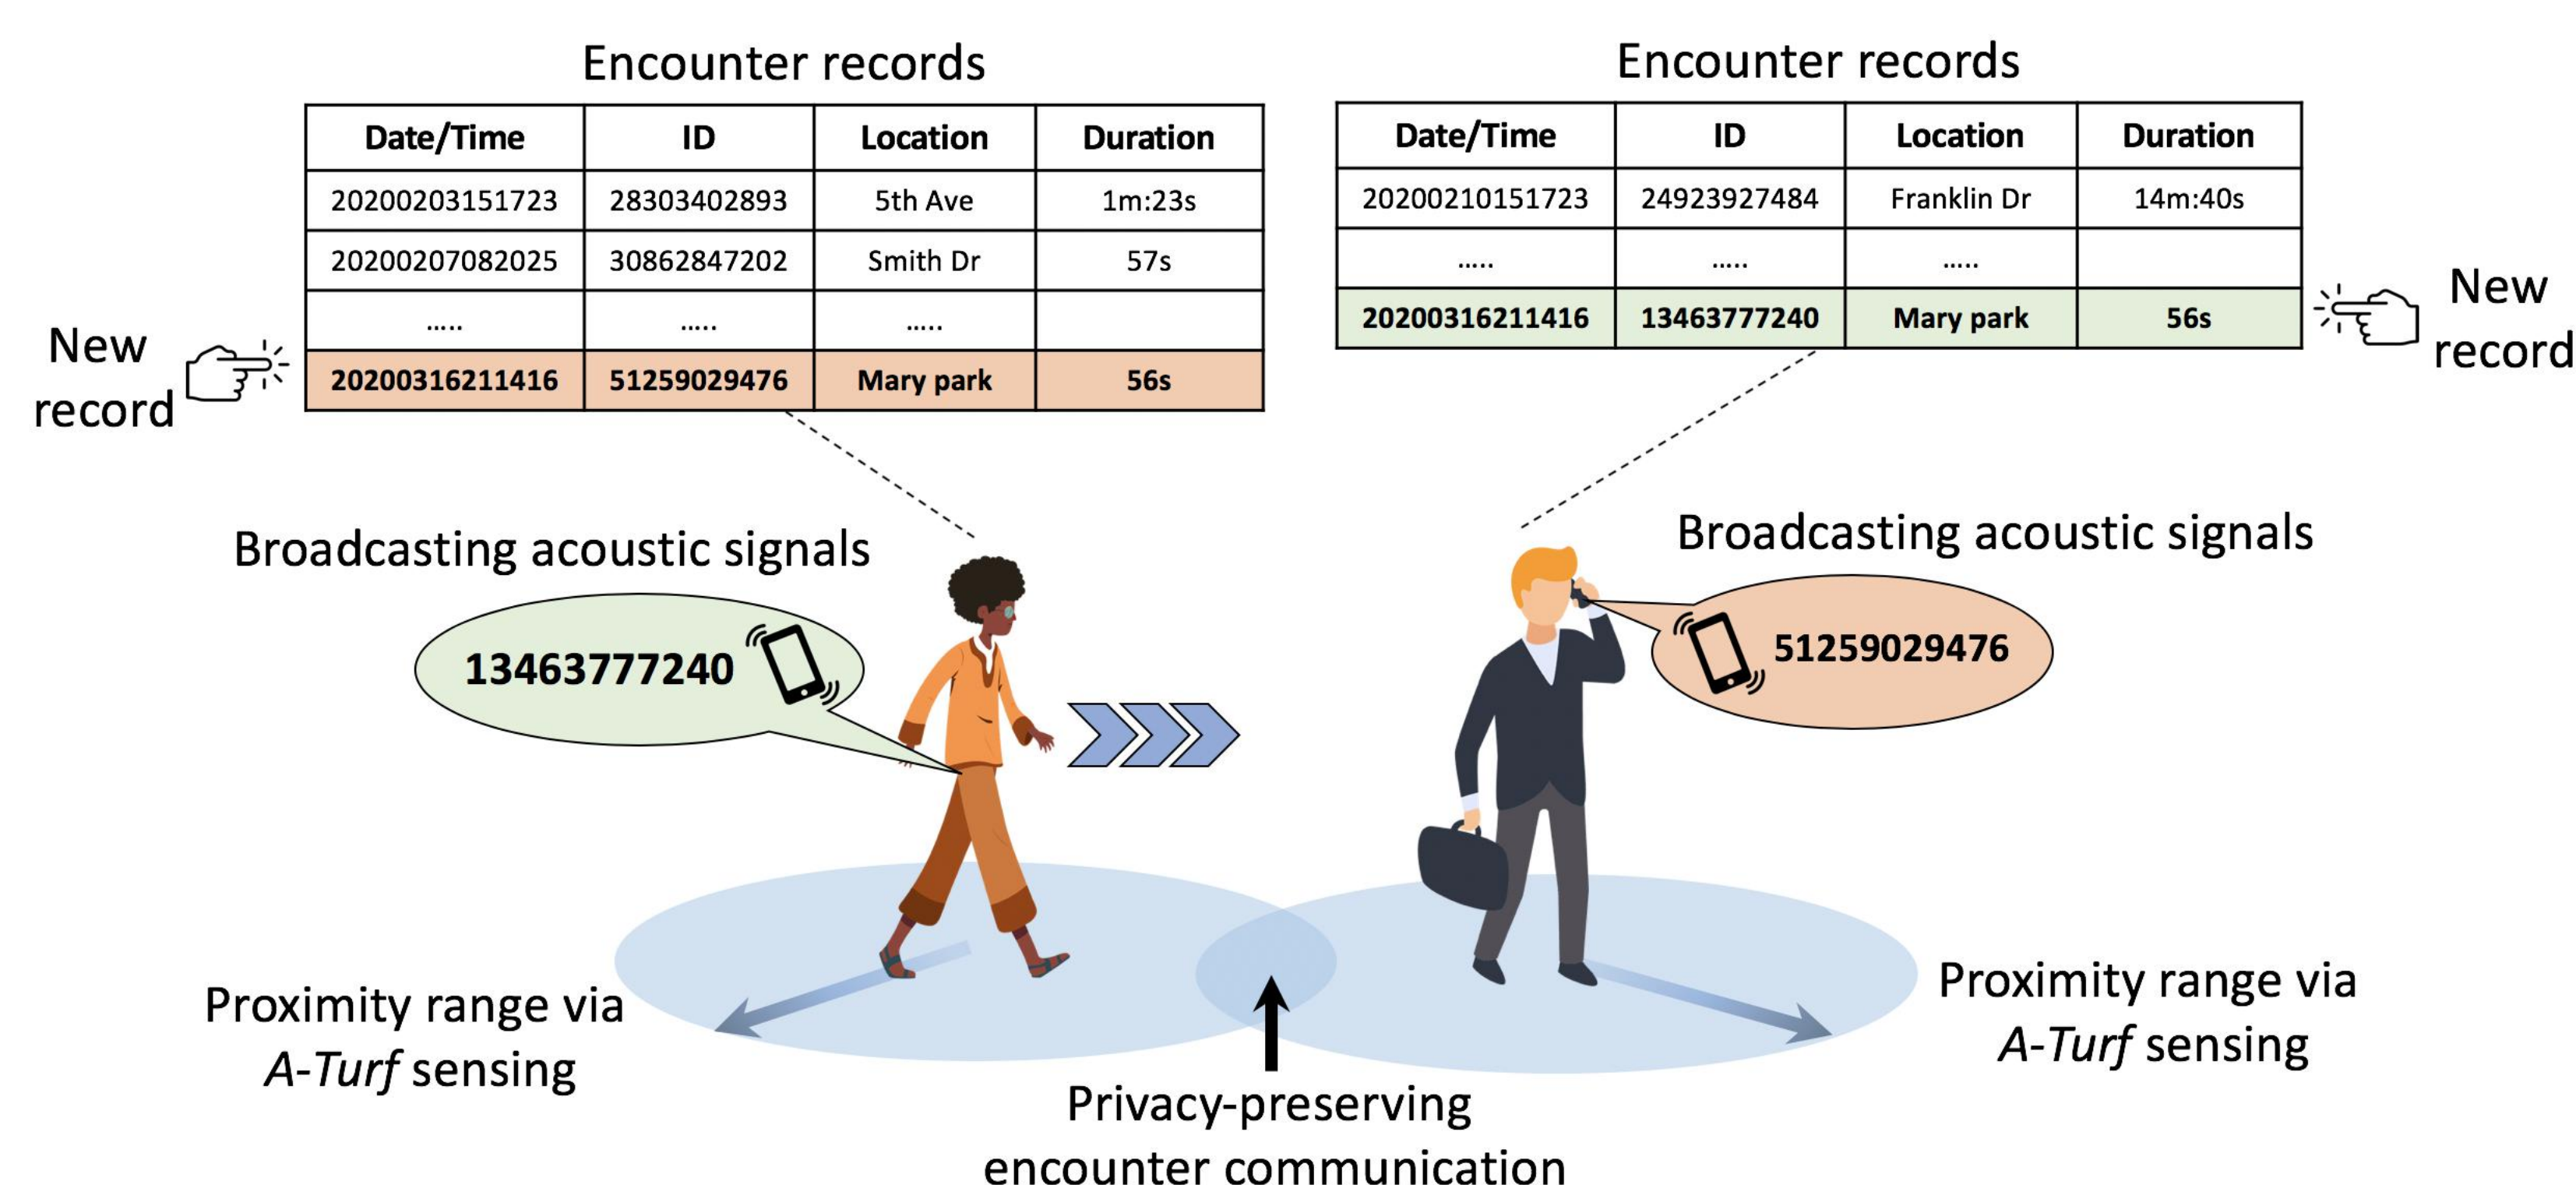 Encounter records
Date/Time ID Location Duration
20200203151723 28303402893 5th Ave 1m:23s
20200207082025 30862847202 Smith Dr 57s
..... ..... .....
20200316211416 51259029476 Mary park 56s
New
record
Encounter records
Date/Time ID Location Duration
20200210151723 24923927484 Franklin Dr 14m:40s
..... ..... .....
20200316211416 13463777240 Mary park 56s
New
record
Broadcasting acoustic signals
13463777240
Broadcasting acoustic signals
51259029476
Proximity range via
A-Turf sensing
Privacy-preserving
encounter communication
Proximity range via
A-Turf sensing